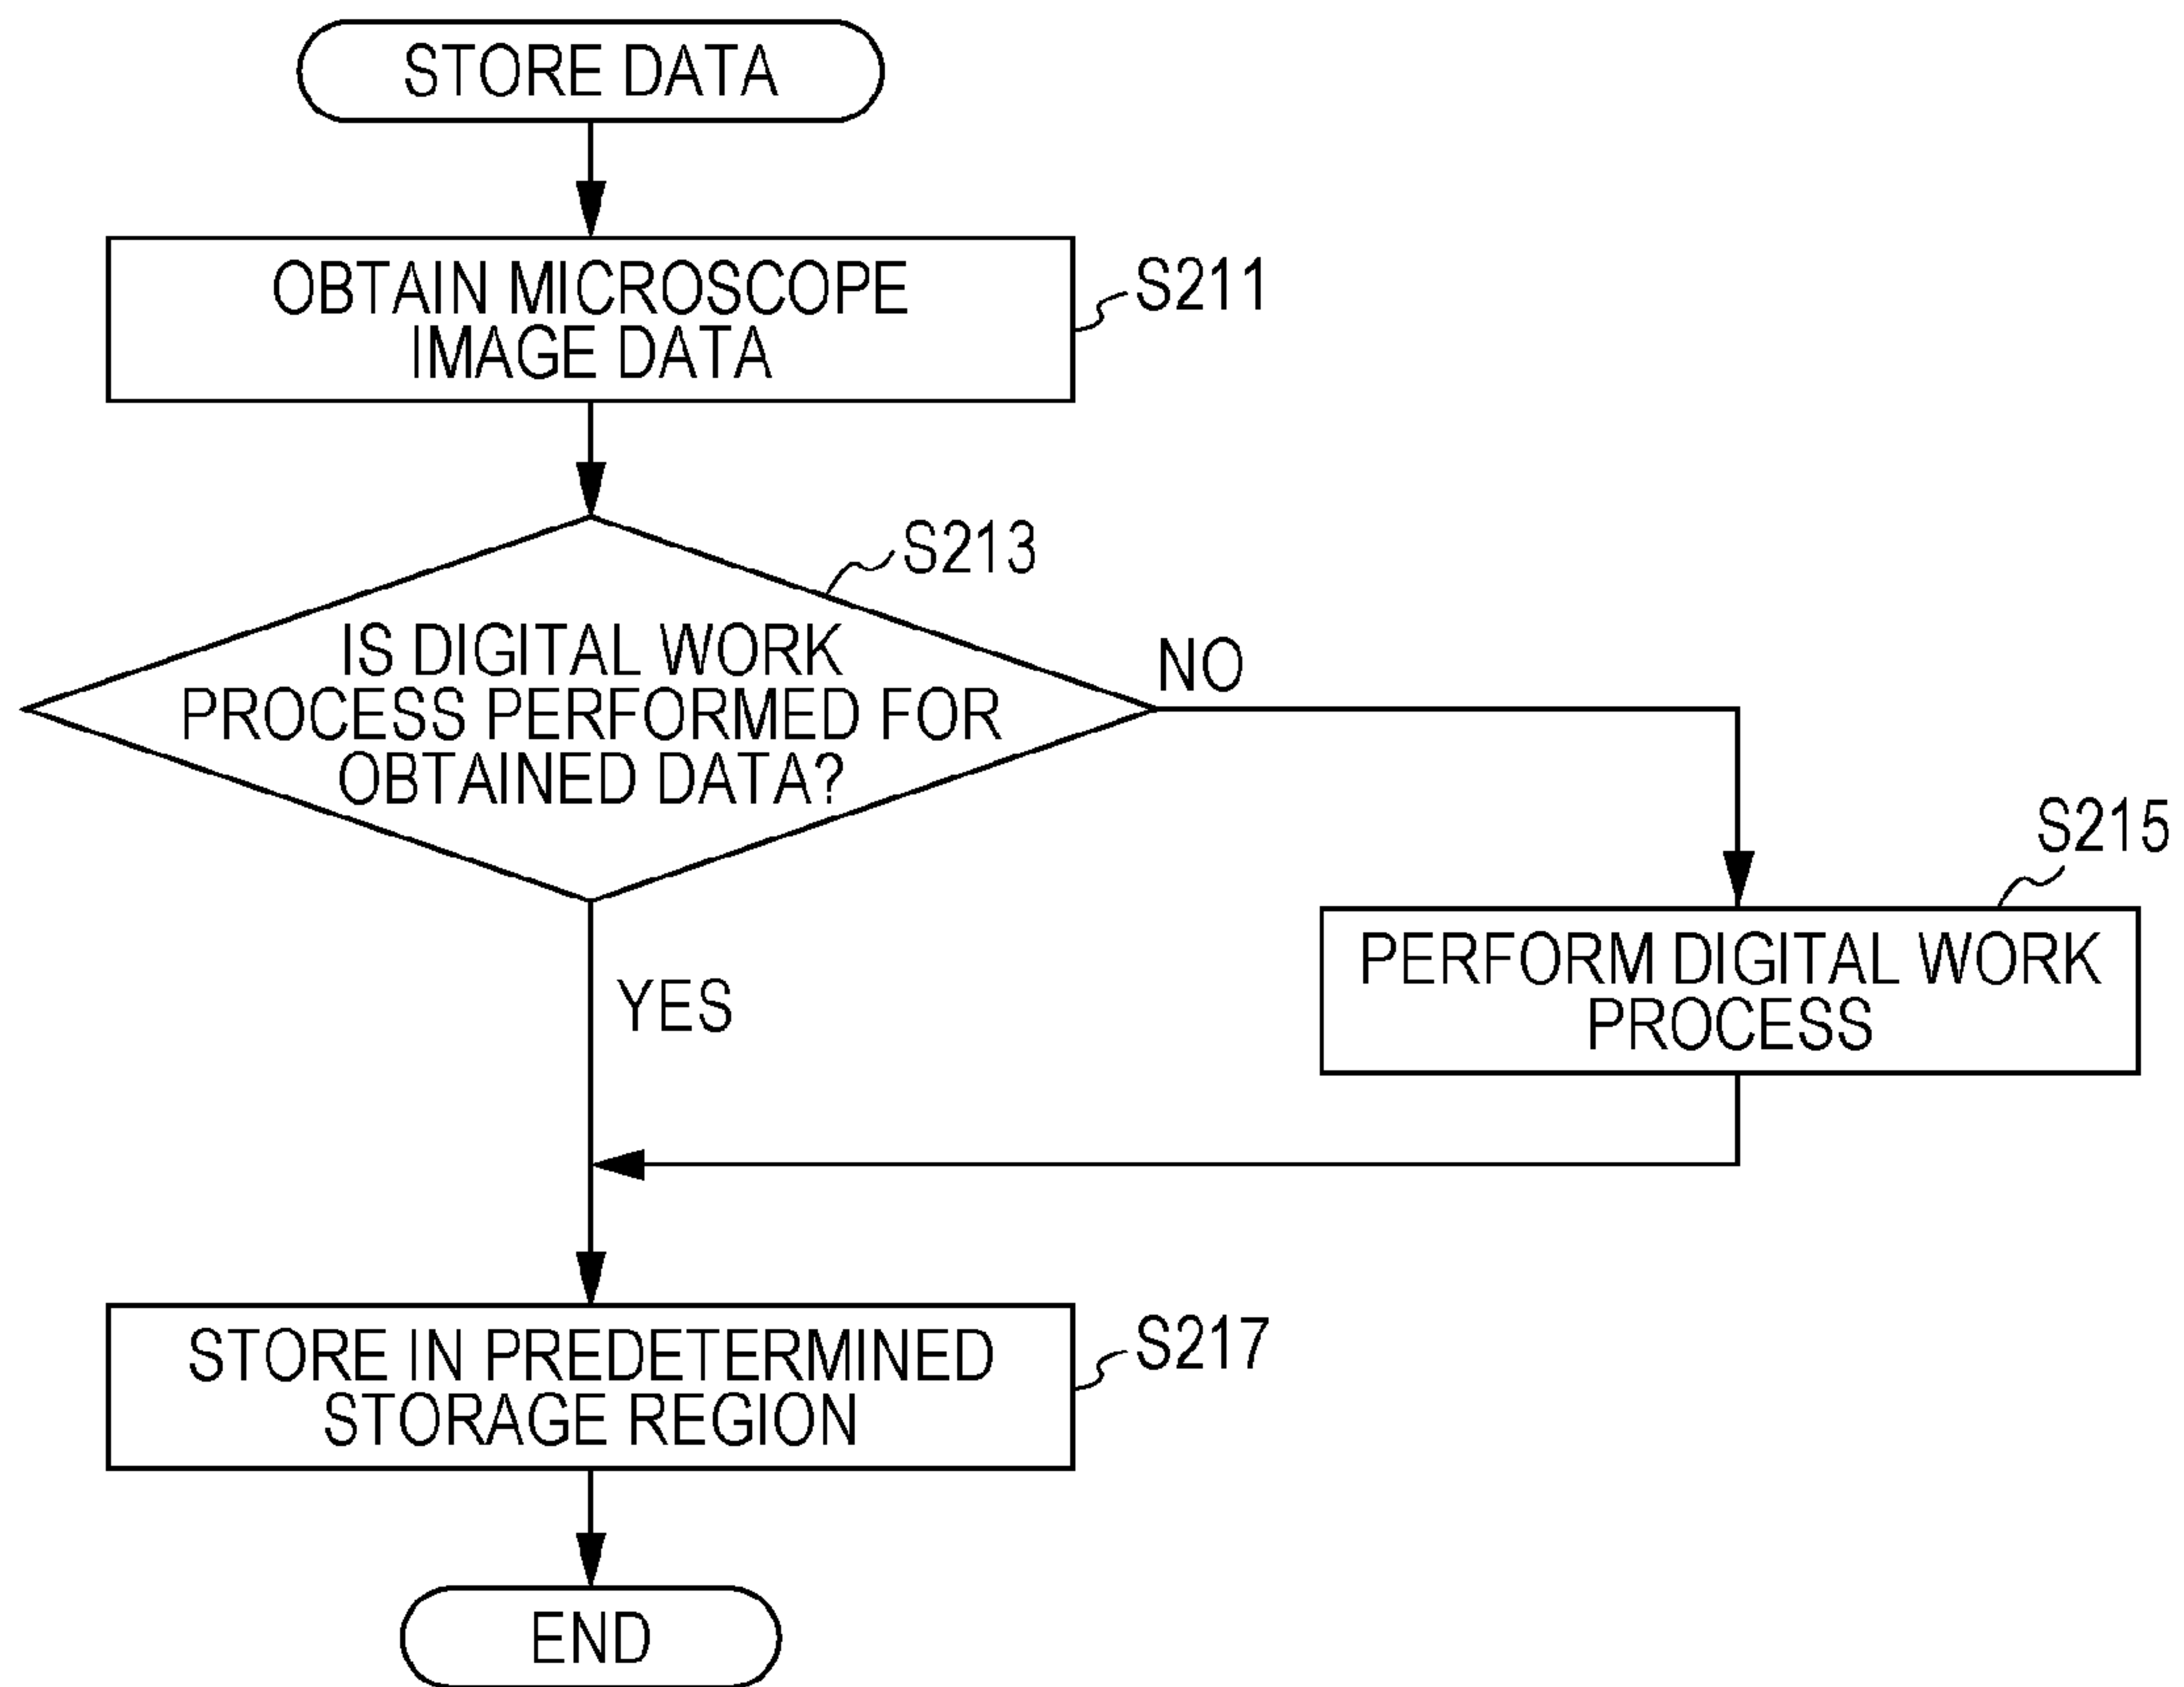 STORE DATA
OBTAIN MICROSCOPE
IMAGE DATA
S211
S213
IS DIGITAL WORK
PROCESS PERFORMED FOR
OBTAINED DATA?
NO
YES
S215
PERFORM DIGITAL WORK
PROCESS
STORE IN PREDETERMINED
STORAGE REGION
S217
END